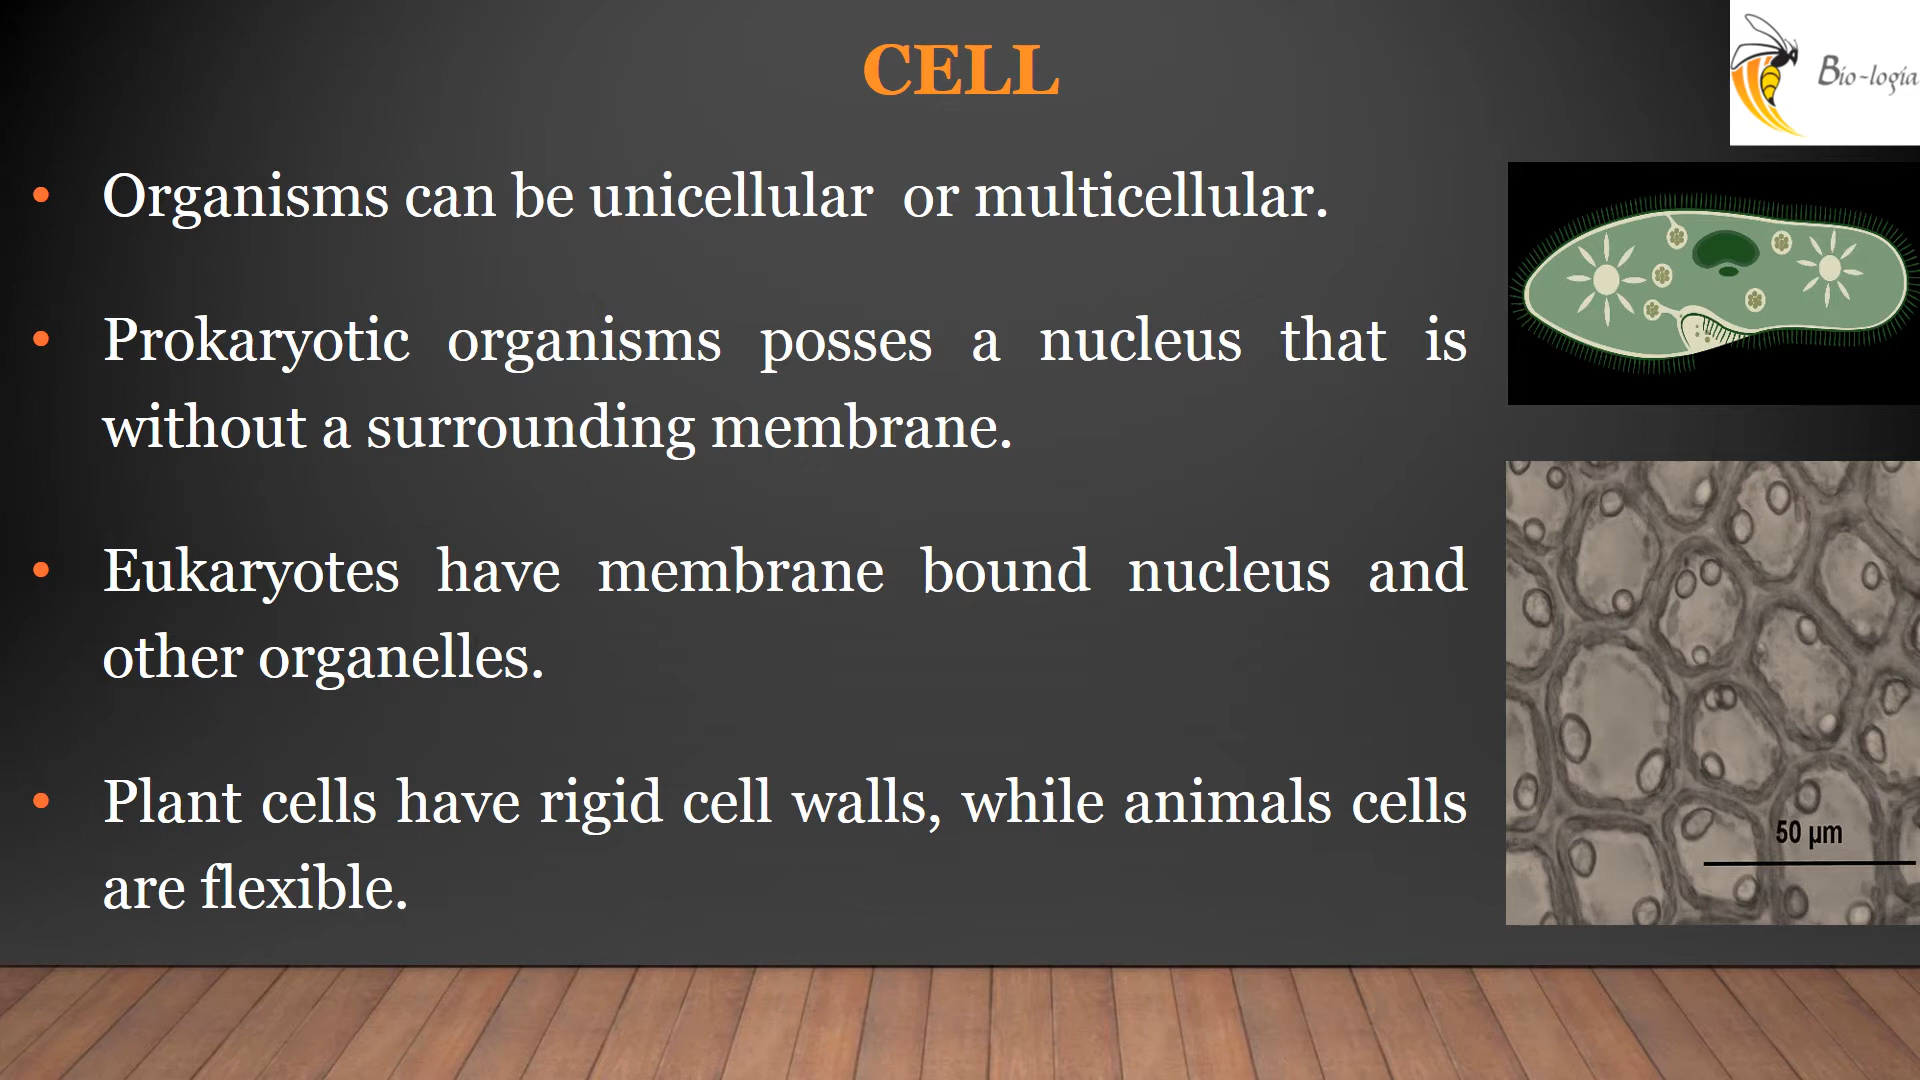 CELL
Bio-logía
• Organisms can be unicellular or multicellular.
• Prokaryotic organisms posses a nucleus that is
without a surrounding membrane.
• Eukaryotes have membrane bound nucleus and
other organelles.
• Plant cells have rigid cell walls, while animals cells
are flexible.
50 µm